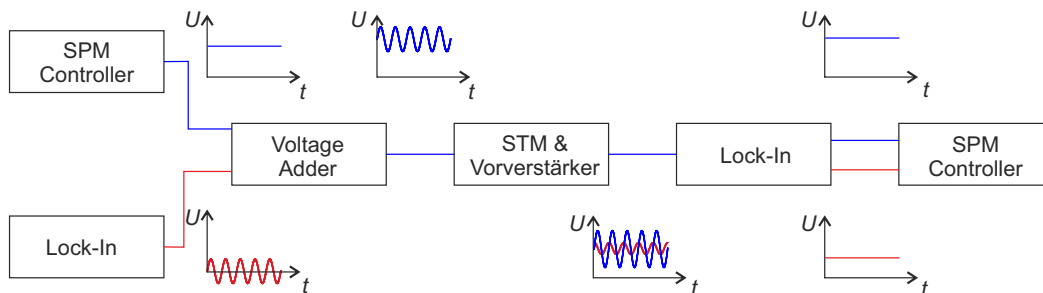 U
t
U
t
U
t
SPM
Controller
Voltage
Adder
STM &
Vorverstärker
Lock-In
SPM
Controller
Lock-In
U
t
U
t
U
t